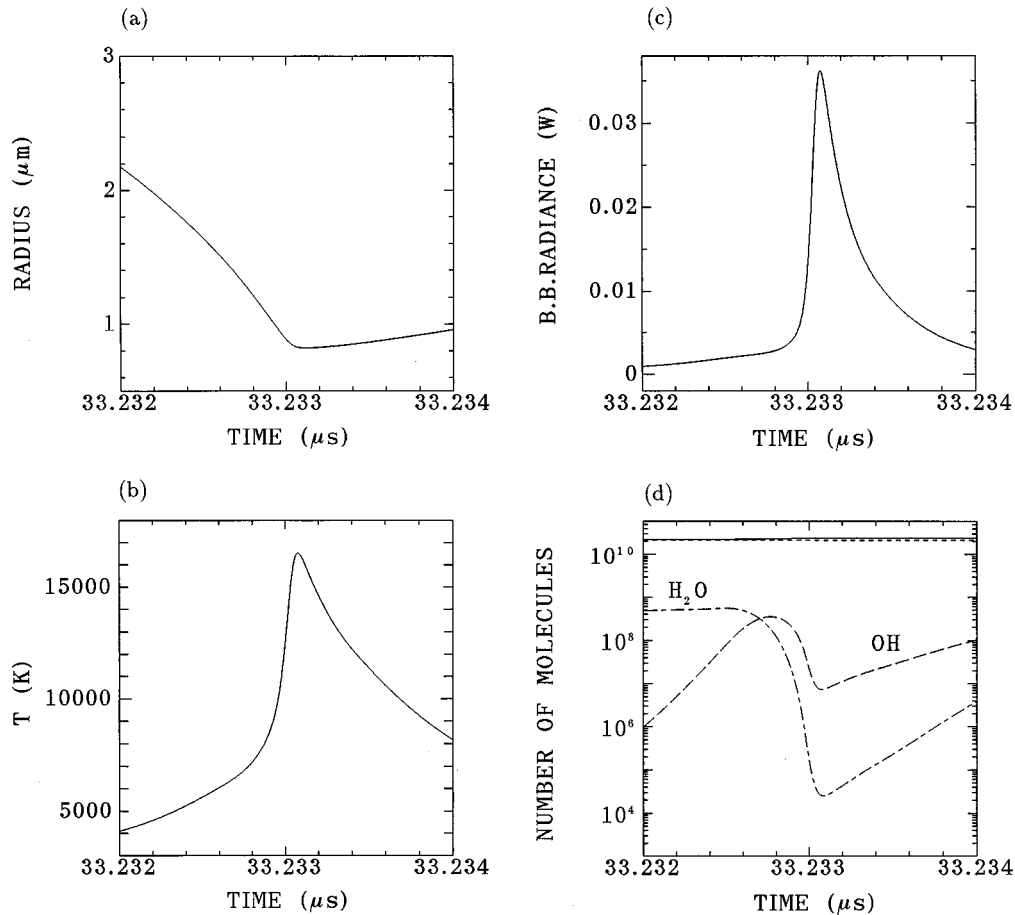 (a)
3
2
1
RADIUS (μm)
33.232 33.233 33.234
TIME (μs)
(c)
0.03
0.02
0.01
0
B.B.RADIANCE (W)
33.232 33.233 33.234
TIME (μs)
(b)
15000
10000
5000
T (K)
33.232 33.233 33.234
TIME (μs)
(d)
10¹⁰
10⁸
10⁶
10⁴
NUMBER OF MOLECULES
H₂O
OH
33.232 33.233 33.234
TIME (μs)